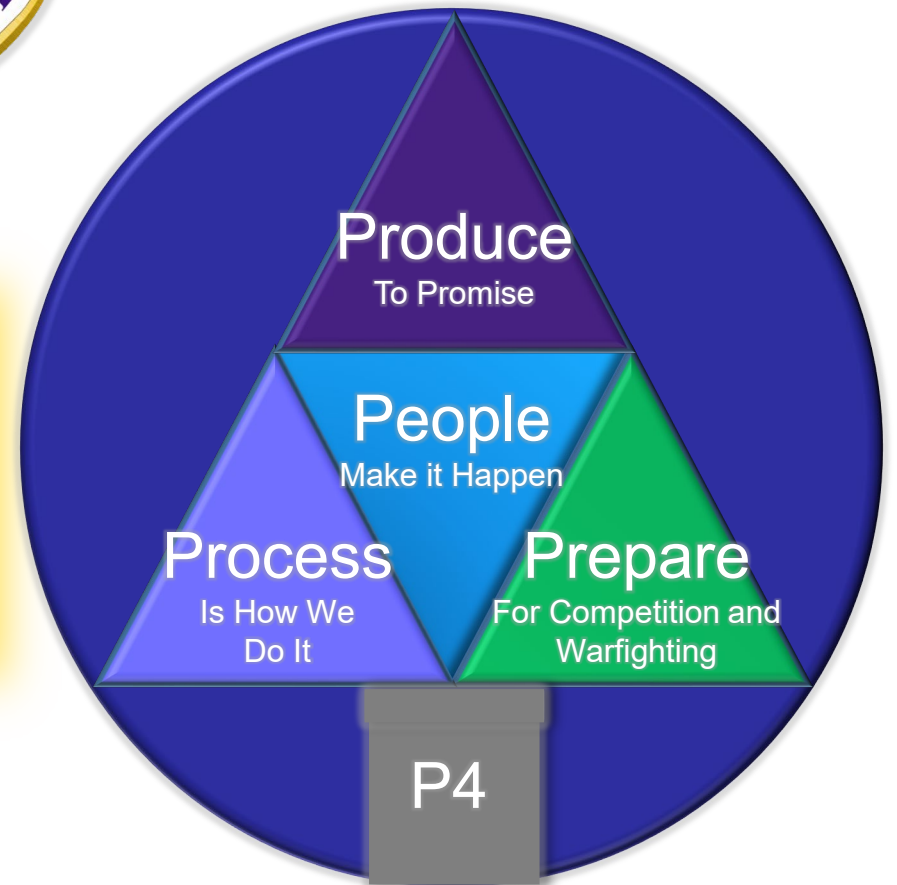 Produce
To Promise
People
Make it Happen
Process
Is How We
Do It
Prepare
For Competition and
Warfighting
P4